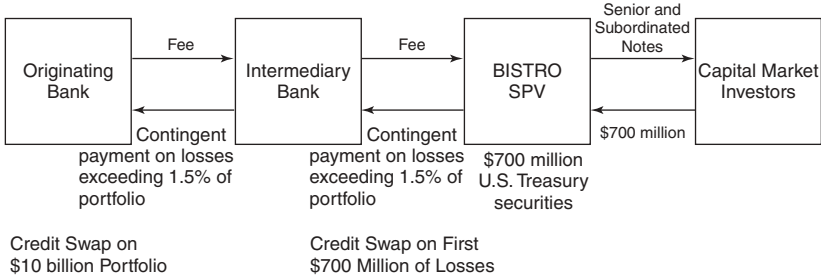 Senior and
Subordinated
Notes
Fee
Fee
Originating
Bank
Intermediary
Bank
BISTRO
SPV
Capital Market
Investors
$700 million
Contingent
payment on losses
exceeding 1.5% of
portfolio
Contingent
payment on losses
exceeding 1.5% of
portfolio
$700 million
U.S. Treasury
securities
Credit Swap on
$10 billion Portfolio
Credit Swap on First
$700 Million of Losses